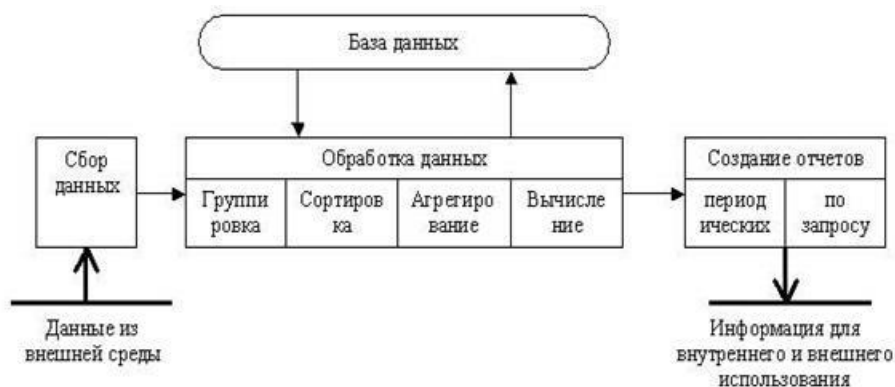 База данных
Сбор
данных
Обработка данных
Группи
ровка
Сортиров
ка
Агрегиро
вание
Вычисле
ние
Создание отчетов
период
ических
по
запросу
Данные из
внешней среды
Информация для
внутреннего и внешнего
использования